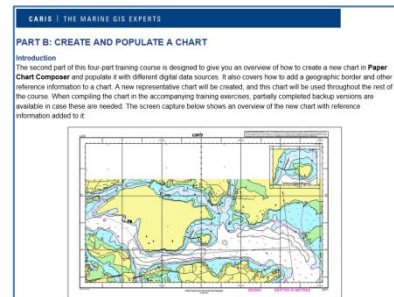 CARIS | THE MARINE GIS EXPERTS
PART B: CREATE AND POPULATE A CHART
Introduction
The second part of this four-part training course is designed to give you an overview of how to create a new chart in Paper
Chart Composer and populate it with different digital data sources. It also covers how to add a geographic border and other
reference information to a chart. A new representative chart will be created, and this chart will be used throughout the rest of
the course. When compiling the chart in the accompanying training exercises, partially completed backup versions are
available in case these are needed. The screen capture below shows an overview of the new chart with reference
information added to it
caris
DEPTHS IN METRES